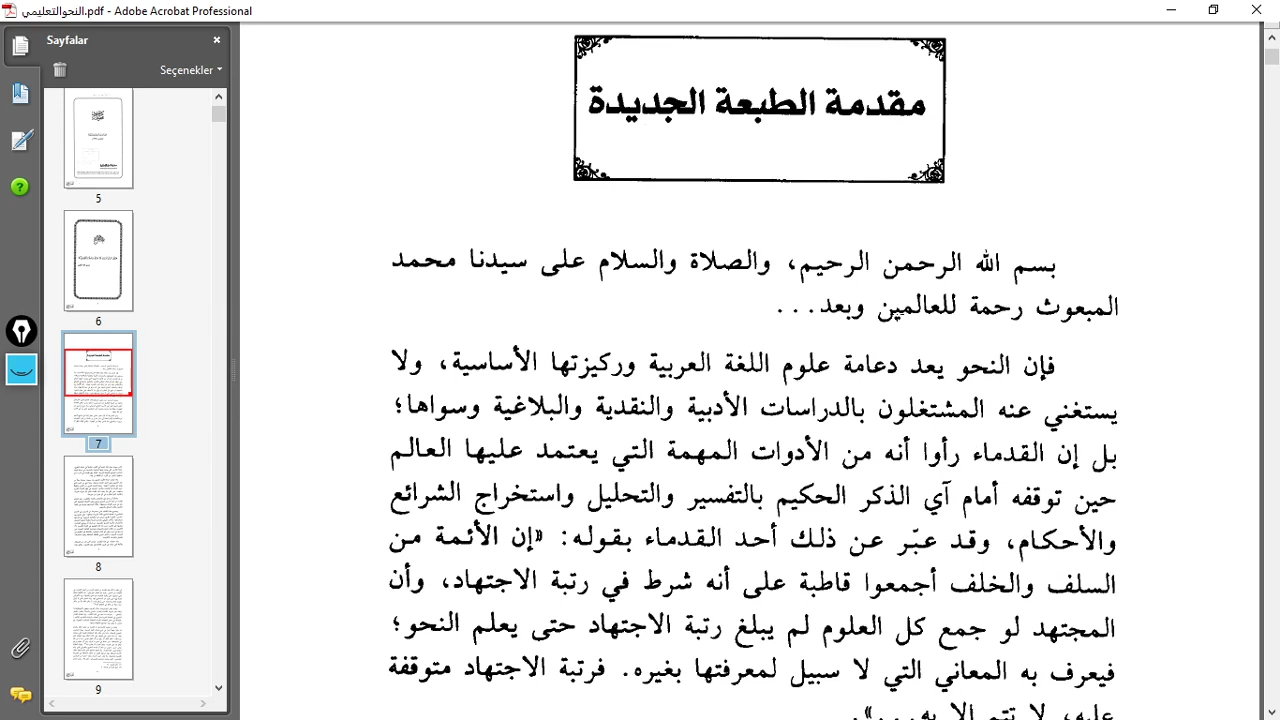 النحوالتعليمي.pdf - Adobe Acrobat Professional
Sayfalar
Seçenekler
5
6
7
8
9
مقدمة الطبعة الجديدة
بسم الله الرحمن الرحيم، والصلاة والسلام على سيدنا محمد
المبعوث رحمة للعالمين وبعد...
فإن النحو يعد دعامة علوم اللغة العربية وركيزتها الأساسية، ولا
يستغني عنه المشتغلون بالدراسات الأدبية والنقدية والبلاغية وسواها؛
بل إن القدماء رأوا أنه من الأدوات المهمة التي يعتمد عليها العالم
حين توقفه أمام آي الذكر الحكيم بالتفسير والتحليل واستخراج الشرائع
والأحكام، وقد عبّر عن ذلك أحد القدماء بقوله: «إن الأئمة من
السلف والخلف أجمعوا قاطبة على أنه شرط في رتبة الاجتهاد، وأن
المجتهد لو جمع كل العلوم لم يبلغ رتبة الاجتهاد حتى يعلم النحو؛
فيعرف به المعاني التي لا سبيل لمعرفتها بغيره. فرتبة الاجتهاد متوقفة
عليه، لا تتم إلا به...».